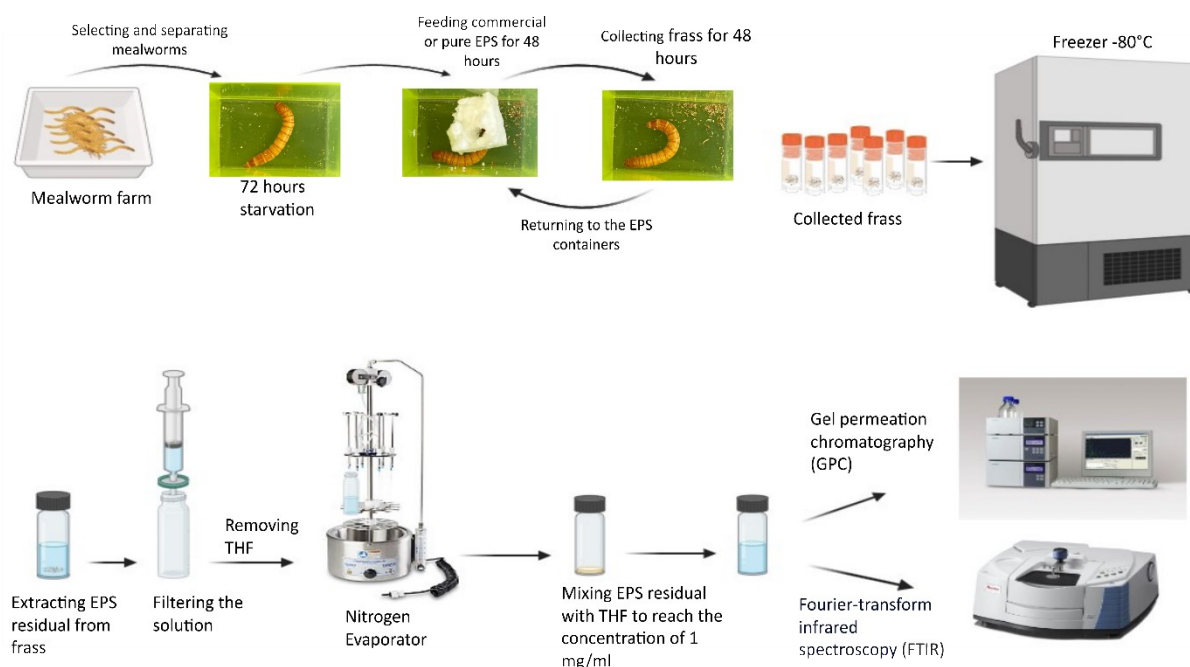 Selecting and separating
mealworms
Feeding commercial
or pure EPS for 48
hours
Collecting frass for 48
hours
Freezer -80°C
Mealworm farm
72 hours
starvation
Returning to the EPS
containers
Collected frass
Extracting EPS
residual from
frass
Filtering the
solution
Removing
THF
Nitrogen
Evaporator
Mixing EPS residual
with THF to reach the
concentration of 1
mg/ml
Gel permeation
chromatography
(GPC)
Fourier-transform
infrared
spectroscopy (FTIR)